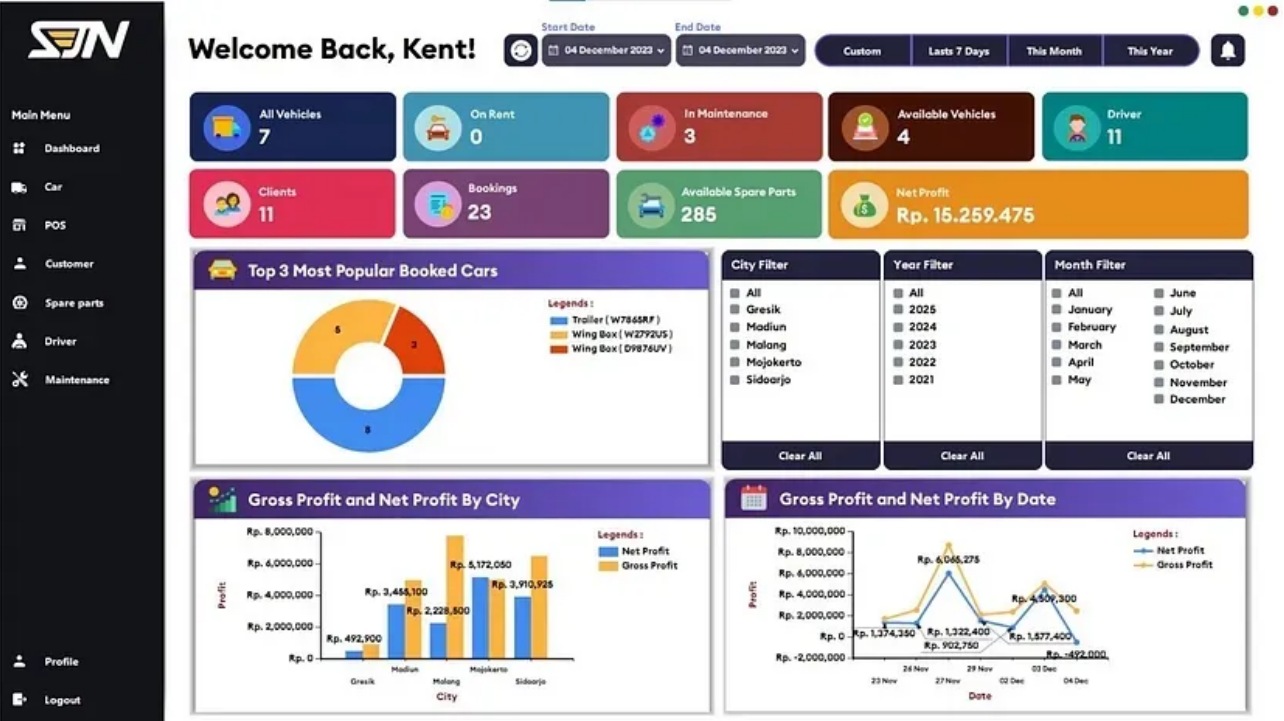 SJN
Welcome Back, Kent!
Start Date
04 December 2023
End Date
04 December 2023
Custom
Lasts 7 Days
This Month
This Year
Main Menu
Dashboard
Car
POS
Customer
Spare parts
Driver
Maintenance
Profile
Logout
All Vehicles
7
On Rent
0
In Maintenance
3
Available Vehicles
4
Driver
11
Clients
11
Bookings
23
Available Spare Parts
285
Net Profit
Rp. 15.259.475
Top 3 Most Popular Booked Cars
5
3
8
Legends :
Trailer ( W7865RF )
Wing Box ( W2792US )
Wing Box ( D9876UV )
City Filter
All
Gresik
Madiun
Malang
Mojokerto
Sidoarjo
Clear All
Year Filter
All
2025
2024
2023
2022
2021
Clear All
Month Filter
All
January
February
March
April
May
June
July
August
September
October
November
December
Clear All
Gross Profit and Net Profit By City
Profit
Rp. 8,000,000
Rp. 6,000,000
Rp. 4,000,000
Rp. 2,000,000
Rp. 0
Rp. 492,900
Rp. 3,455,100
Rp. 2,228,500
Rp. 5,172,050
Rp. 3,910,925
Gresik
Madiun
Malang
Mojokerto
Sidoarjo
City
Legends :
Net Profit
Gross Profit
Gross Profit and Net Profit By Date
Profit
Rp. 10,000,000
Rp. 8,000,000
Rp. 6,000,000
Rp. 4,000,000
Rp. 2,000,000
Rp. 0
Rp. -2,000,000
Rp. 1,374,350
Rp. 6,065,275
Rp. 1,322,400
Rp. 902,750
Rp. 1,577,400
Rp. 4,509,300
Rp. -492,000
23 Nov
26 Nov
27 Nov
29 Nov
02 Dec
03 Dec
04 Dec
Date
Legends :
Net Profit
Gross Profit